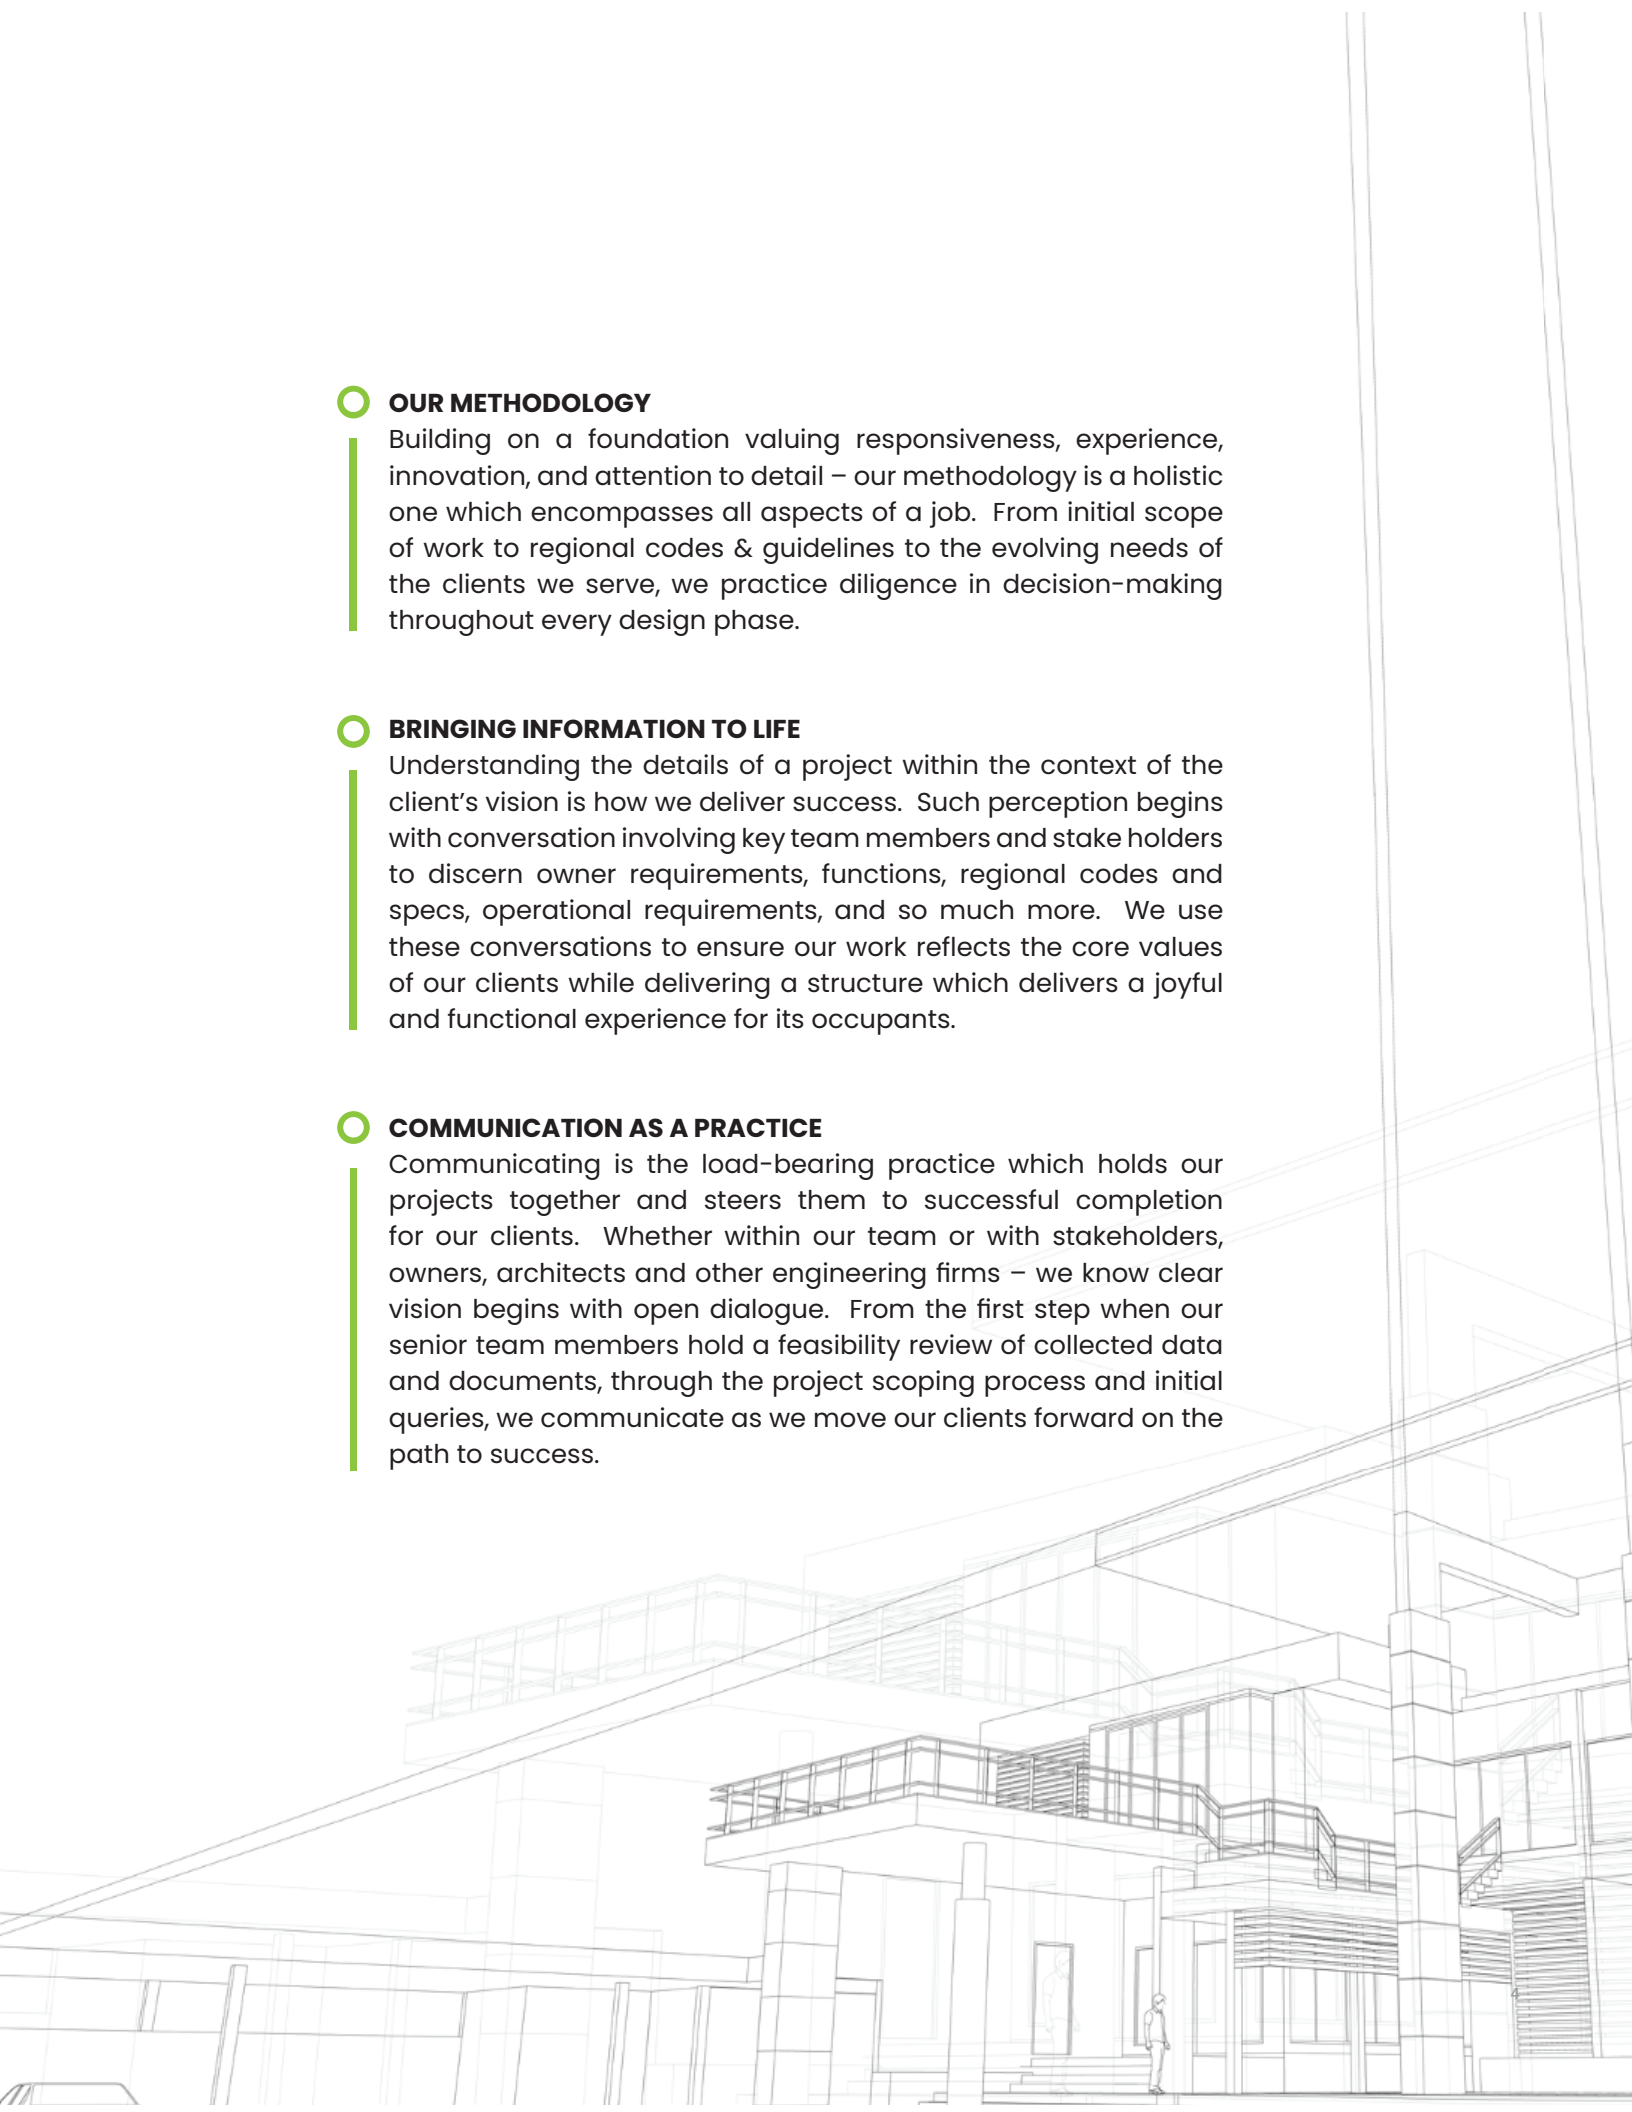 OUR METHODOLOGY
Building on a foundation valuing responsiveness, experience,
innovation, and attention to detail – our methodology is a holistic
one which encompasses all aspects of a job.  From initial scope
of work to regional codes & guidelines to the evolving needs of
the clients we serve, we practice diligence in decision-making
throughout every design phase.
BRINGING INFORMATION TO LIFE
Understanding the details of a project within the context of the
client’s vision is how we deliver success.  Such perception begins
with conversation involving key team members and stake holders
to discern owner requirements, functions, regional codes and
specs, operational requirements, and so much more.  We use
these conversations to ensure our work reflects the core values
of our clients while delivering a structure which delivers a joyful
and functional experience for its occupants.
COMMUNICATION AS A PRACTICE
Communicating is the load-bearing practice which holds our
projects together and steers them to successful completion
for our clients.  Whether within our team or with stakeholders,
owners, architects and other engineering firms – we know clear
vision begins with open dialogue.  From the first step when our
senior team members hold a feasibility review of collected data
and documents, through the project scoping process and initial
queries, we communicate as we move our clients forward on the
path to success.
4